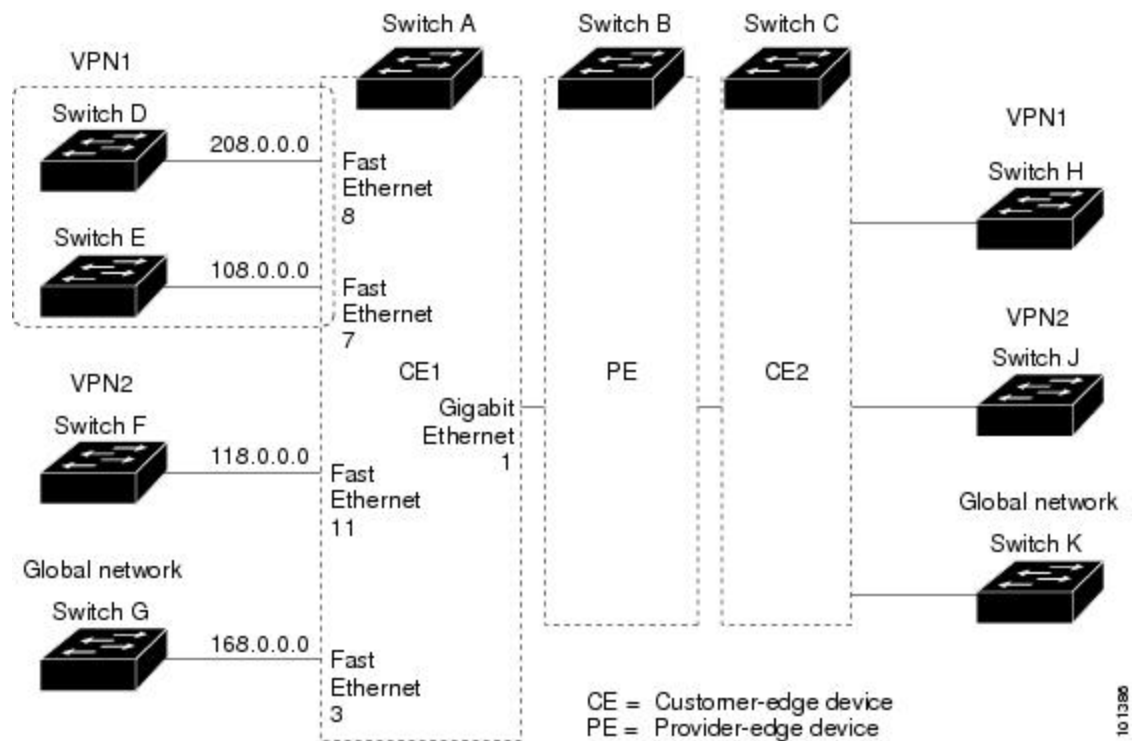 Switch A
Switch B
Switch C
VPN1
Switch D
208.0.0.0
Fast
Ethernet
8
Switch E
108.0.0.0
Fast
Ethernet
7
VPN2
Switch F
118.0.0.0
Fast
Ethernet
11
Global network
Switch G
168.0.0.0
Fast
Ethernet
3
CE1
Gigabit
Ethernet
1
PE
CE2
VPN1
Switch H
VPN2
Switch J
Global network
Switch K
CE = Customer-edge device
PE = Provider-edge device
101386